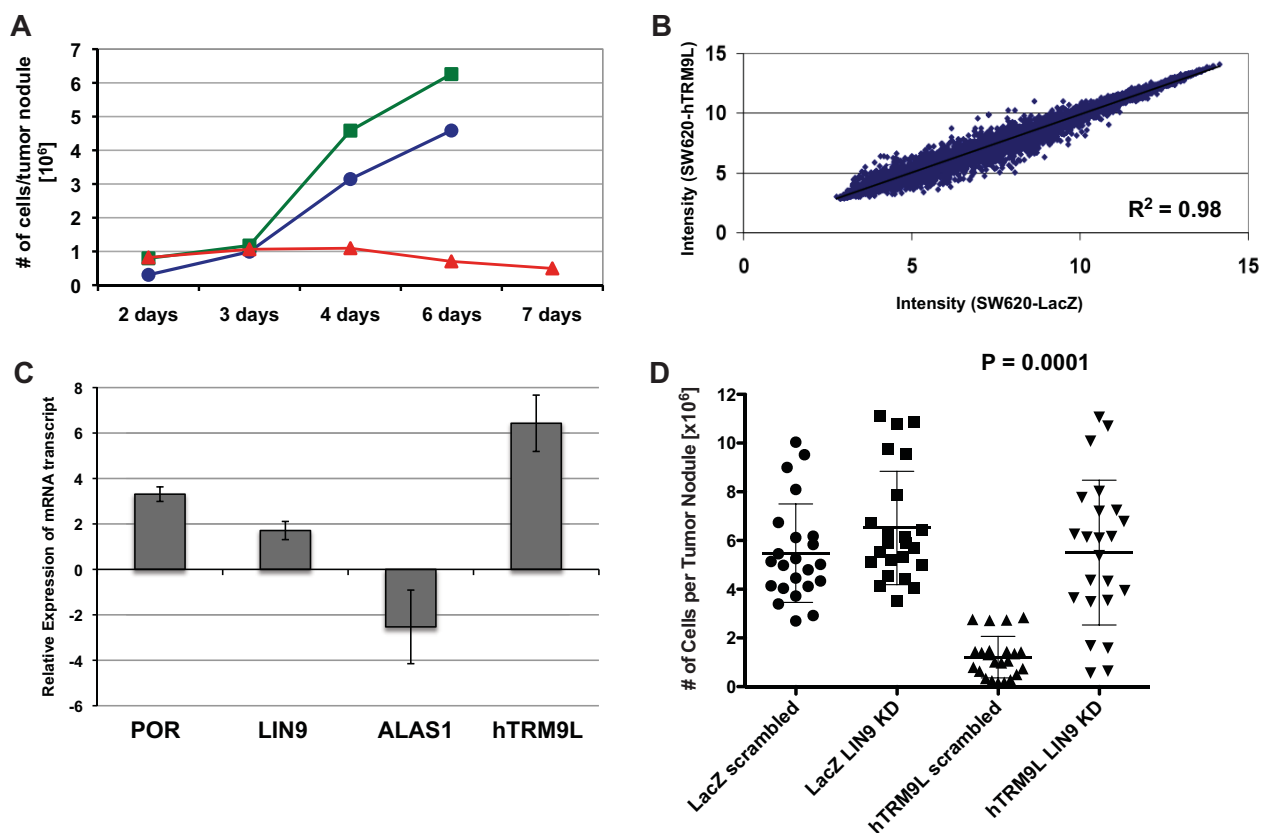 A
7
6
5
4
3
2
1
0
# of cells/tumor nodule
[10⁶]
2 days 3 days 4 days 6 days 7 days
B
15
10
5
0
Intensity (SW620-hTRM9L)
R² = 0.98
0 5 10 15
Intensity (SW620-LacZ)
C
8
6
4
2
0
-2
-4
-6
Relative Expression of mRNA transcript
POR LIN9 ALAS1 hTRM9L
D
P = 0.0001
12
10
8
6
4
2
0
# of Cells per Tumor Nodule [x10⁶]
LacZ scrambled
LacZ LIN9 KD
hTRM9L scrambled
hTRM9L LIN9 KD